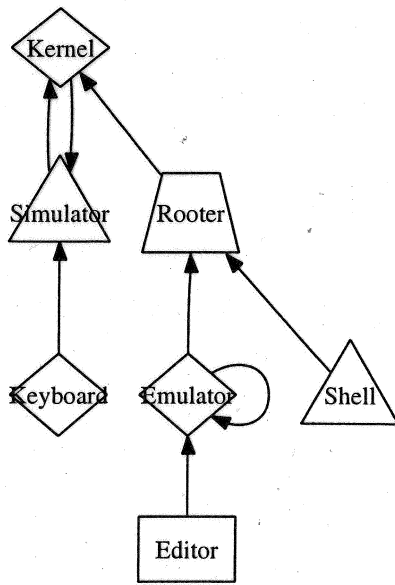 Kernel
Simulator
Rooter
Keyboard
Emulator
Shell
Editor